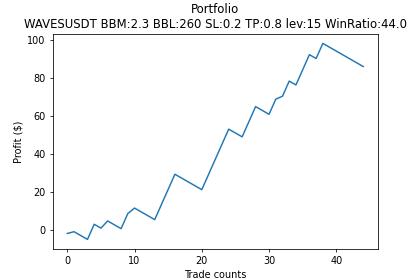 Portfolio
WAVESUSDT BBM:2.3 BBL:260 SL:0.2 TP:0.8 lev:15 WinRatio:44.0
100
80
60
40
20
0
Profit ($)
0 10 20 30 40
Trade counts